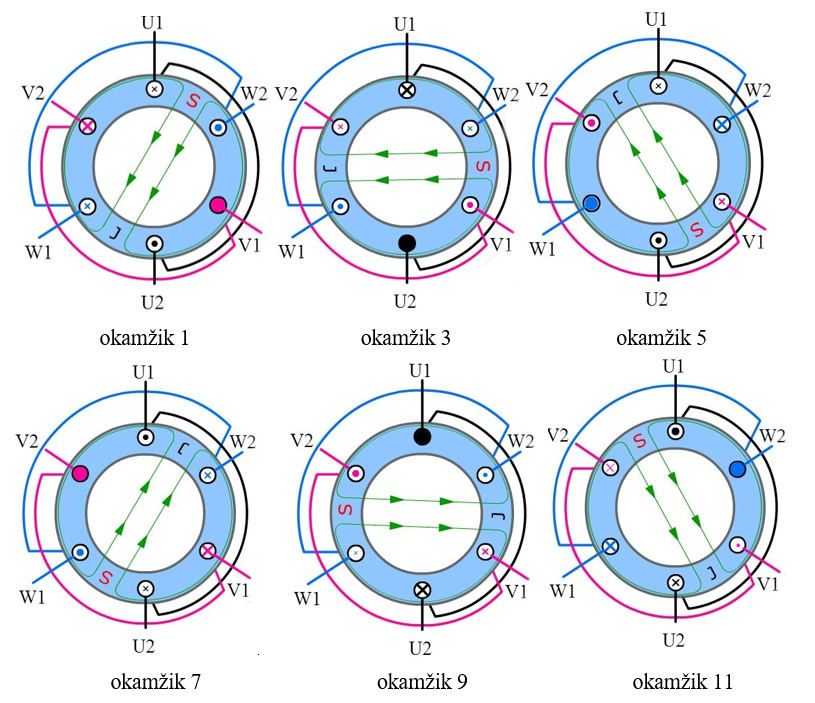 U1
V2
W2
S
J
W1
V1
U2
okamžik 1
U1
V2
W2
S
J
W1
V1
U2
okamžik 3
U1
V2
W2
J
S
W1
V1
U2
okamžik 5
U1
V2
W2
J
S
W1
V1
U2
okamžik 7
U1
V2
W2
S
J
W1
V1
U2
okamžik 9
U1
V2
W2
S
J
W1
V1
U2
okamžik 11